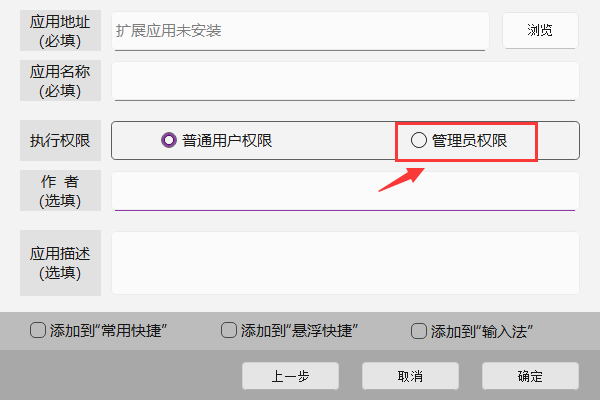 应用地址
(必填)
扩展应用未安装
浏览
应用名称
(必填)
执行权限
普通用户权限
管理员权限
作 者
(选填)
应用描述
(选填)
添加到“常用快捷”
添加到“悬浮快捷”
添加到“输入法”
上一步
取消
确定